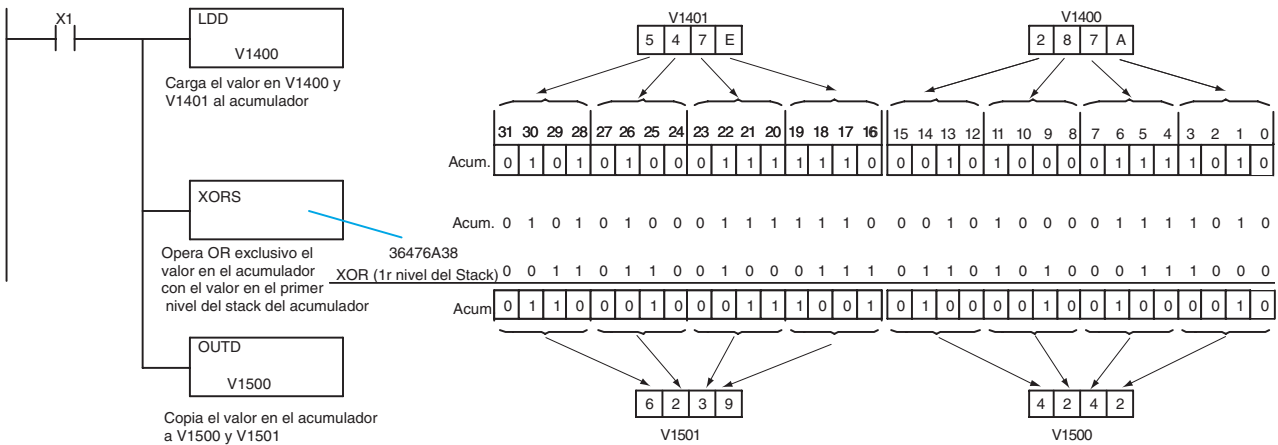 X1
LDD
V1400
Carga el valor en V1400 y
V1401 al acumulador
XORS
36476A38
Opera OR exclusivo el
valor en el acumulador
con el valor en el primer
nivel del stack del acumulador
OUTD
V1500
Copia el valor en el acumulador
a V1500 y V1501
V1401
5 4 7 E
V1400
2 8 7 A
31 30 29 28 27 26 25 24 23 22 21 20 19 18 17 16 15 14 13 12 11 10 9 8 7 6 5 4 3 2 1 0
Acum. 0 1 0 1 0 1 0 0 0 1 1 1 1 1 1 0 0 0 1 0 1 0 0 0 0 1 1 1 1 0 1 0
Acum. 0 1 0 1 0 1 0 0 0 1 1 1 1 1 1 0 0 0 1 0 1 0 0 0 0 1 1 1 1 0 1 0
XOR (1r nivel del Stack) 0 0 1 1 0 1 1 0 0 1 0 0 0 1 1 1 0 1 1 0 1 0 1 0 0 0 1 1 1 0 0 0
Acum 0 1 1 0 0 0 1 0 0 0 1 1 1 0 0 1 0 1 0 0 0 0 1 0 0 1 0 0 0 0 1 0
6 2 3 9
V1501
4 2 4 2
V1500